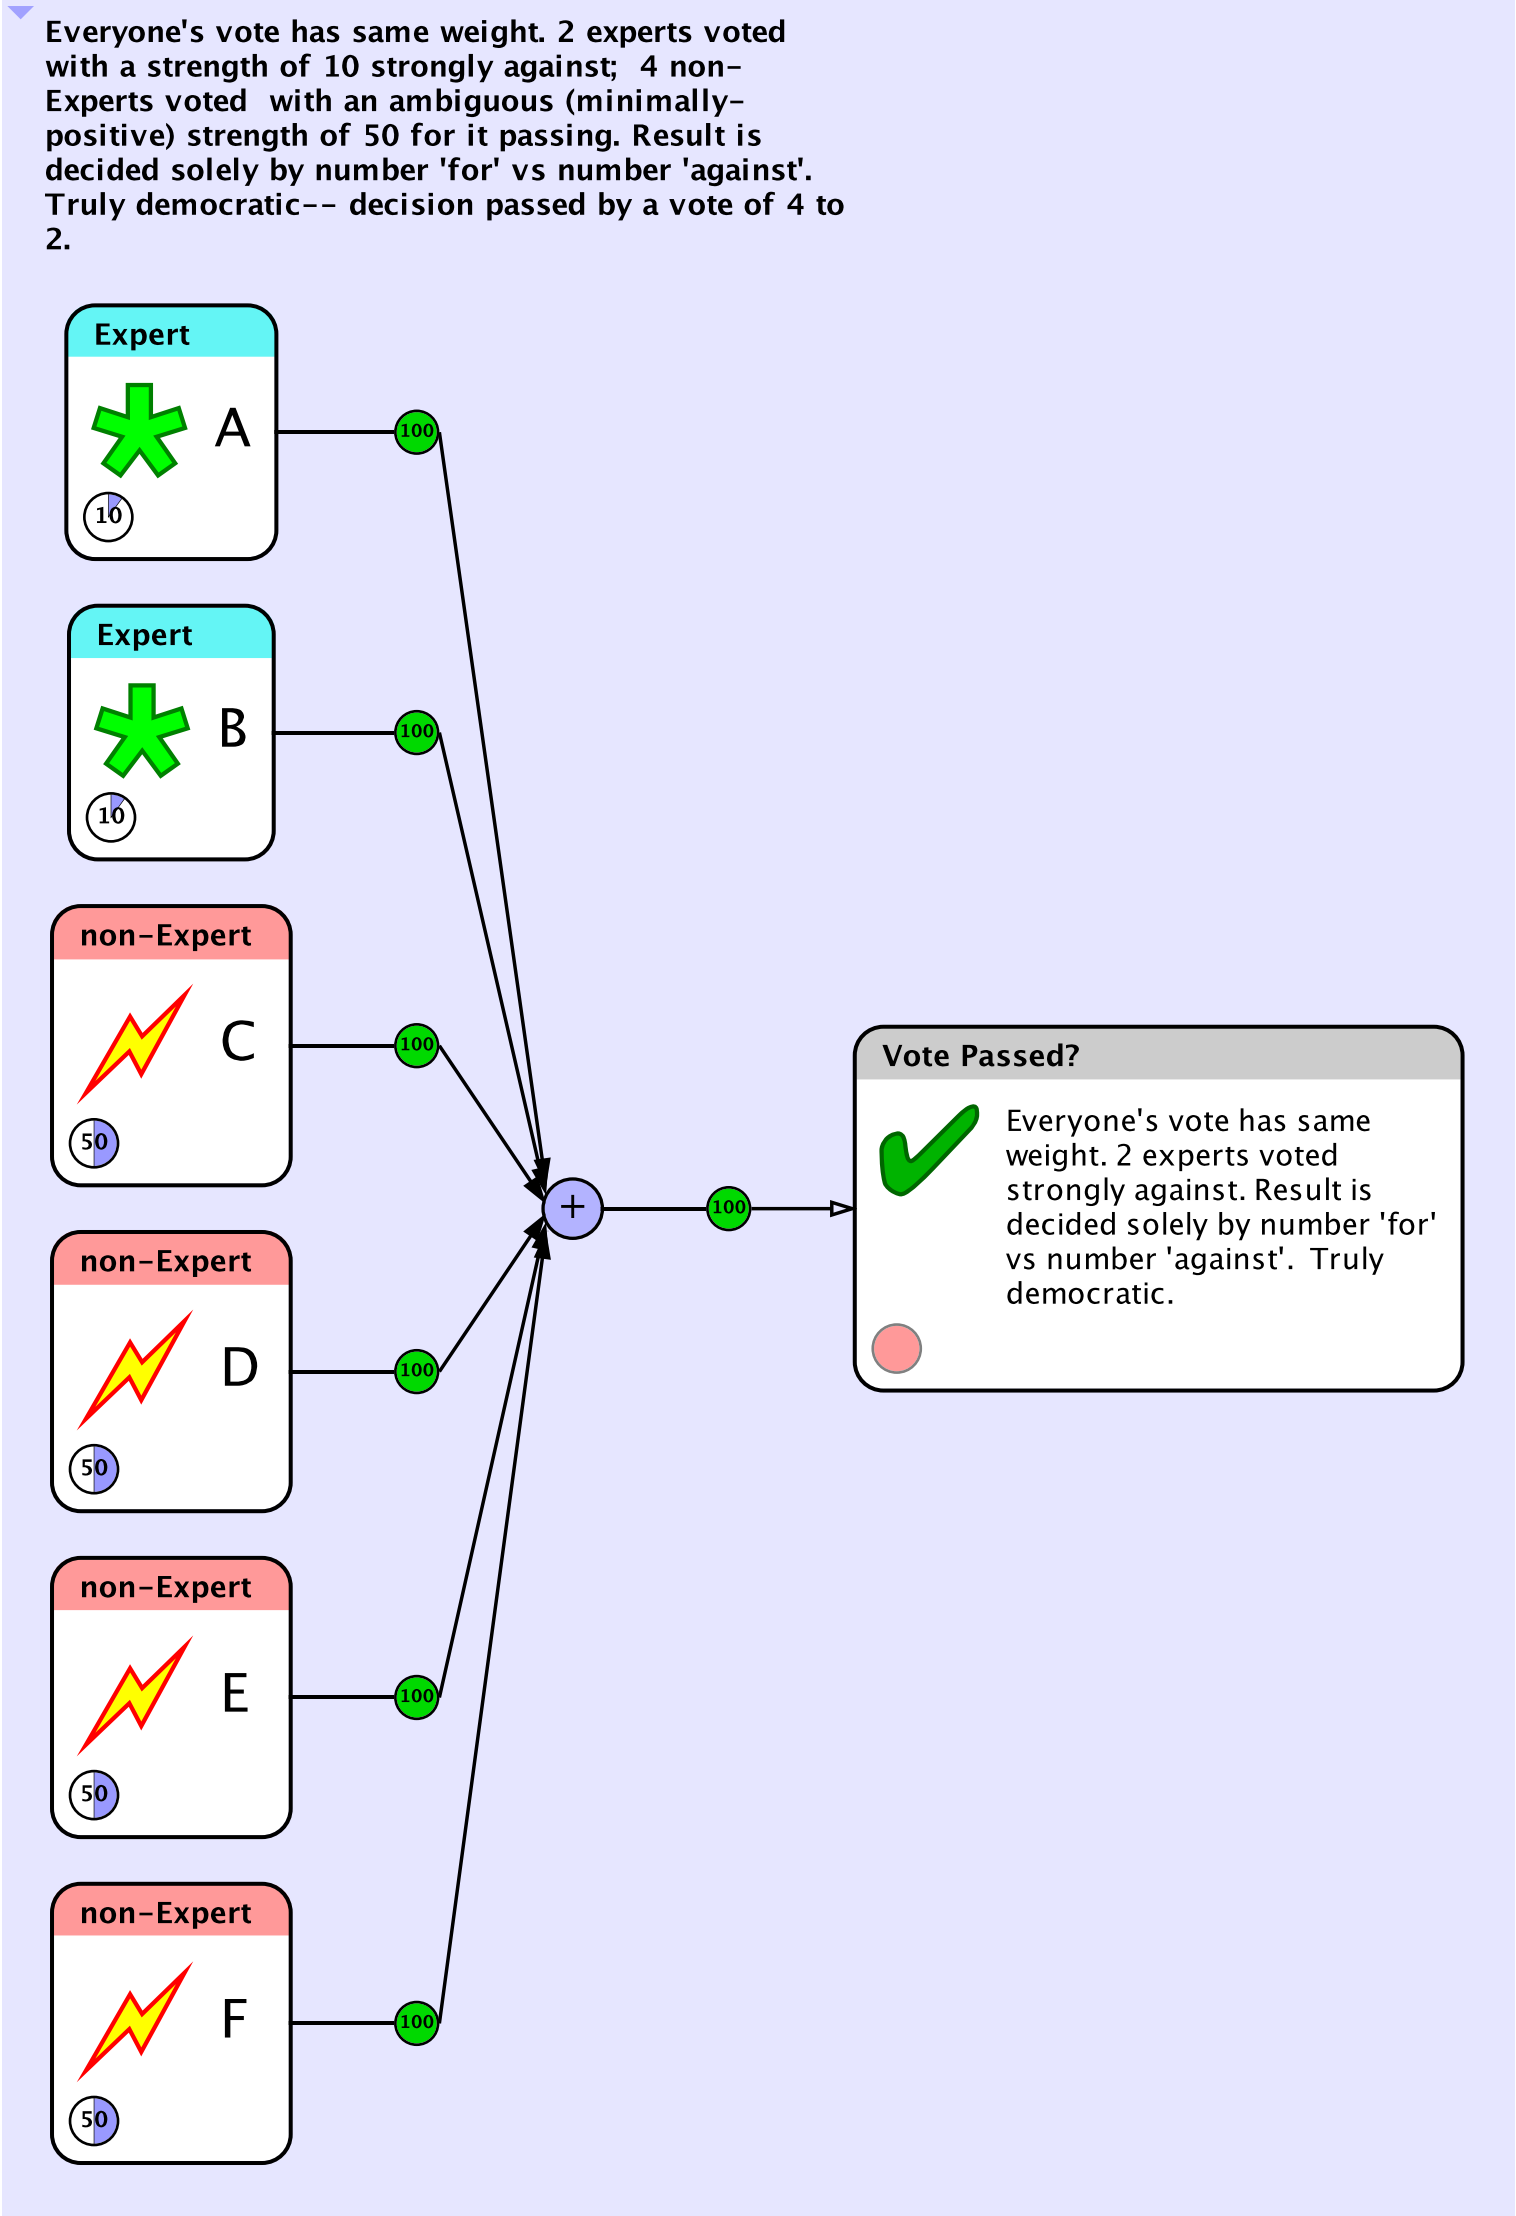 Everyone's vote has same weight. 2 experts voted
with a strength of 10 strongly against;  4 non-
Experts voted  with an ambiguous (minimally-
positive) strength of 50 for it passing. Result is
decided solely by number 'for' vs number 'against'.
Truly democratic-- decision passed by a vote of 4 to
2.
Expert
A
100
10
Expert
B
100
10
non-Expert
C
100
50
non-Expert
D
100
50
non-Expert
E
100
50
non-Expert
F
100
50
+
100
Vote Passed?
Everyone's vote has same
weight. 2 experts voted
strongly against. Result is
decided solely by number 'for'
vs number 'against'.  Truly
democratic.